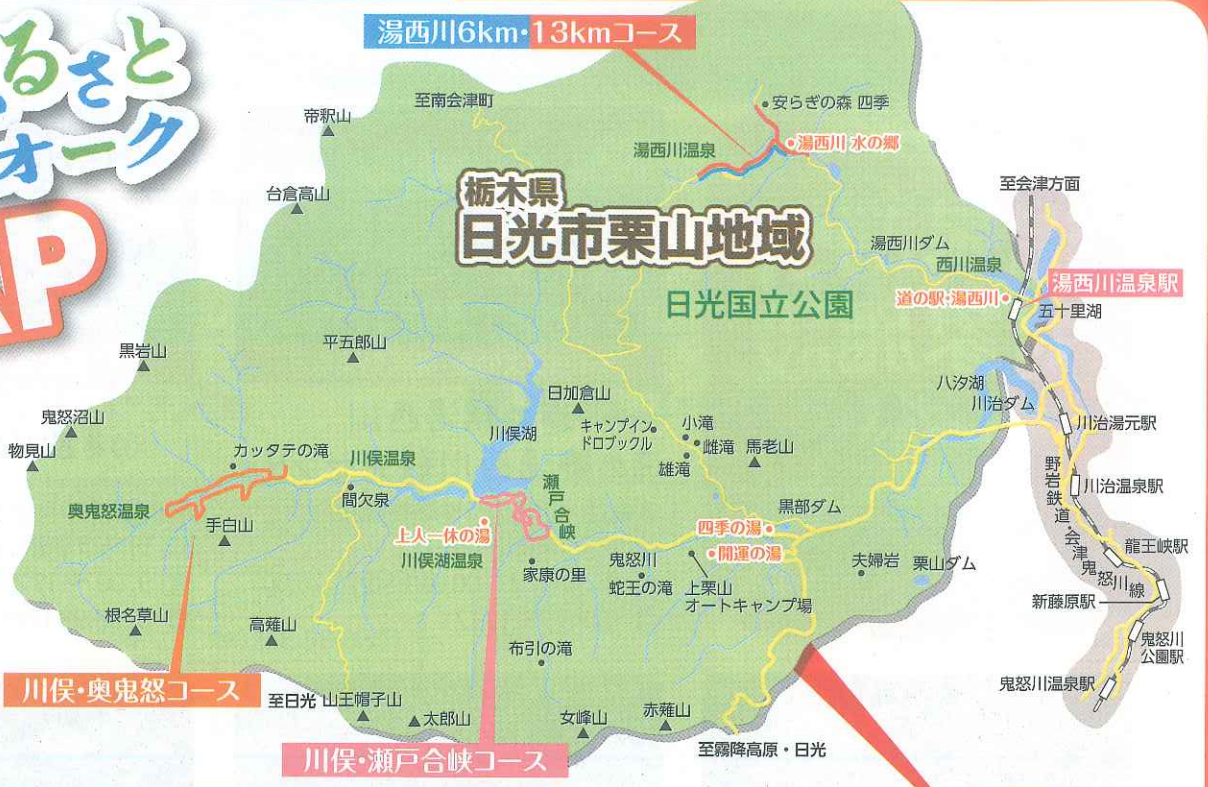 るさと
オーク
AP
湯西川6km・13kmコース
至南会津町
帝釈山
安らぎの森 四季
湯西川 水の郷
湯西川温泉
台倉高山
栃木県
日光市栗山地域
至会津方面
湯西川ダム
西川温泉
日光国立公園
道の駅・湯西川
湯西川温泉駅
五十里湖
黒岩山
平五郎山
日加倉山
八汐湖
川治ダム
鬼怒沼山
物見山
カッタテの滝
川俣温泉
川俣湖
キャンプイン
ドロブックル
小滝
雌滝
雄滝
馬老山
川治湯元駅
奥鬼怒温泉
手白山
間欠泉
瀬戸合峡
黒部ダム
野岩鉄道・会津鬼怒川線
川治温泉駅
上人一休の湯
川俣湖温泉
四季の湯
開運の湯
家康の里
鬼怒川
蛇王の滝
上栗山
オートキャンプ場
夫婦岩
栗山ダム
龍王峡駅
新藤原駅
根名草山
高薙山
布引の滝
鬼怒川
公園駅
鬼怒川温泉駅
川俣・奥鬼怒コース
至日光
山王帽子山
太郎山
女峰山
赤薙山
至霧降高原・日光
川俣・瀬戸合峡コース